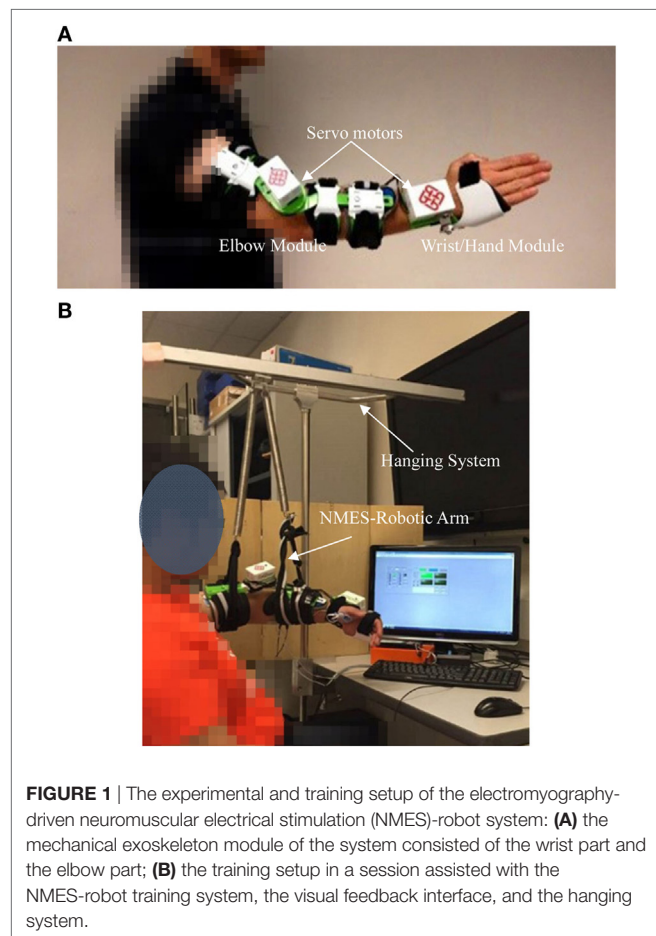 A
Servo motors
Elbow Module
Wrist/Hand Module
B
Hanging System
NMES-Robotic Arm
FIGURE 1 | The experimental and training setup of the electromyography-
driven neuromuscular electrical stimulation (NMES)-robot system: (A) the
mechanical exoskeleton module of the system consisted of the wrist part and
the elbow part; (B) the training setup in a session assisted with the
NMES-robot training system, the visual feedback interface, and the hanging
system.